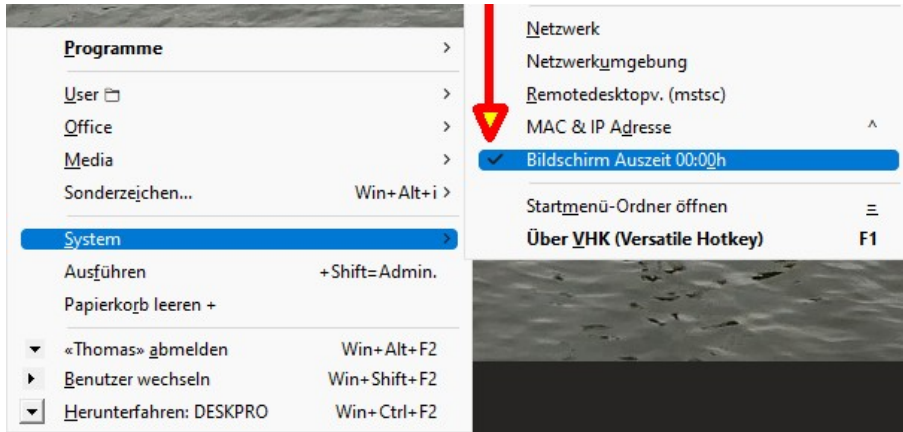 Programme >
User >
Office >
Media >
Sonderzeichen... Win+Alt+i >
System >
Ausführen +Shift=Admin.
Papierkorb leeren +
«Thomas» abmelden Win+Alt+F2
Benutzer wechseln Win+Shift+F2
Herunterfahren: DESKPRO Win+Ctrl+F2
Netzwerk
Netzwerkumgebung
Remotedesktopv. (mstsc)
MAC & IP Adresse ^
Bildschirm Auszeit 00:00h
Startmenü-Ordner öffnen
Über VHK (Versatile Hotkey) F1